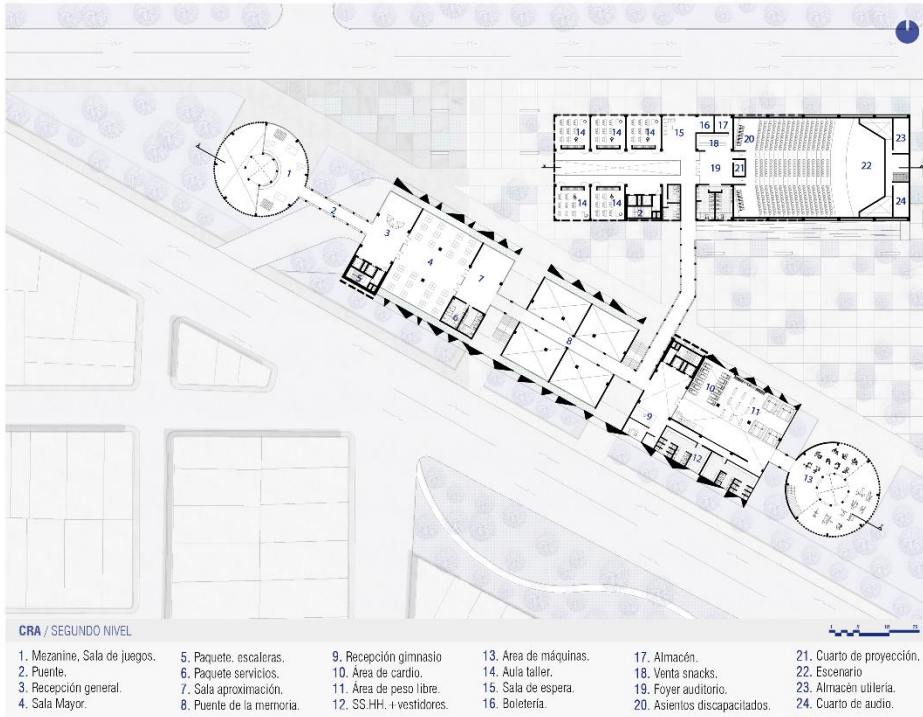 14
14
14
15
16
17
18
20
23
19
21
22
1
14
14
2
24
2
3
4
5
7
6
8
10
11
9
12
13
CRA / SEGUNDO NIVEL
1. Mezanine, Sala de juegos.
2. Puente.
3. Recepción general.
4. Sala Mayor.
5. Paquete. escaleras.
6. Paquete servicios.
7. Sala aproximación.
8. Puente de la memoria.
9. Recepción gimnasio
10. Área de cardio.
11. Área de peso libre.
12. SS.HH. + vestidores.
13. Area de máquinas.
14. Aula taller.
15. Sala de espera.
16. Boletería.
17. Almacén.
18. Venta snacks.
19. Foyer auditorio.
20. Asientos discapacitados.
21. Cuarto de proyección.
22. Escenario
23. Almacén utilería.
24. Cuarto de audio.